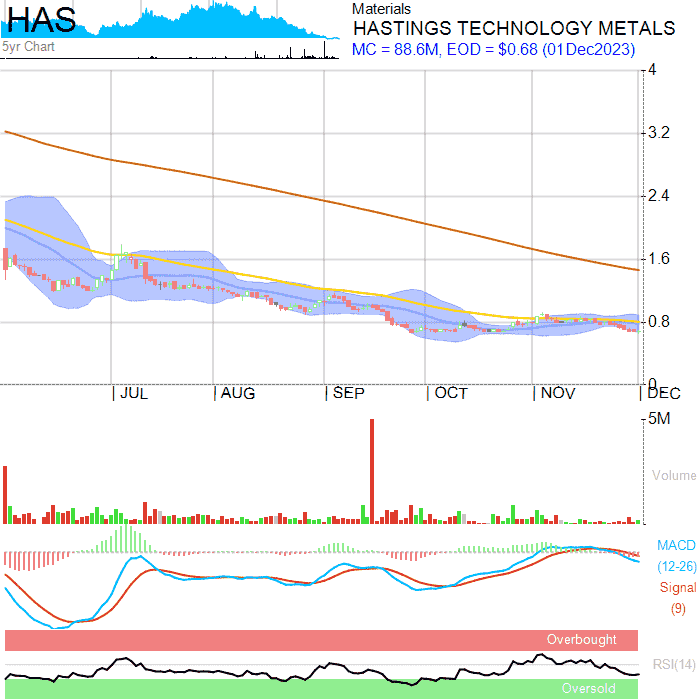 HAS
5yr Chart
Materials
HASTINGS TECHNOLOGY METALS
MC = 88.6M, EOD = $0.68 (01Dec2023)
4
3.2
2.4
1.6
0.8
0
JUL
AUG
SEP
OCT
NOV
DEC
5M
Volume
MACD
(12-26)
Signal
(9)
Overbought
RSI(14)
Oversold